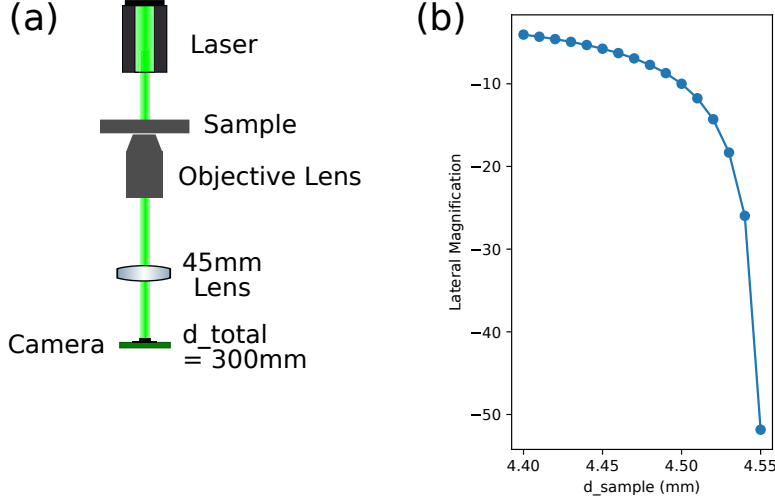 (a)
Laser
Sample
Objective Lens
45mm
Lens
Camera
d_total
= 300mm
(b)
Lateral Magnification
−10
−20
−30
−40
−50
4.40
4.45
4.50
4.55
d_sample (mm)